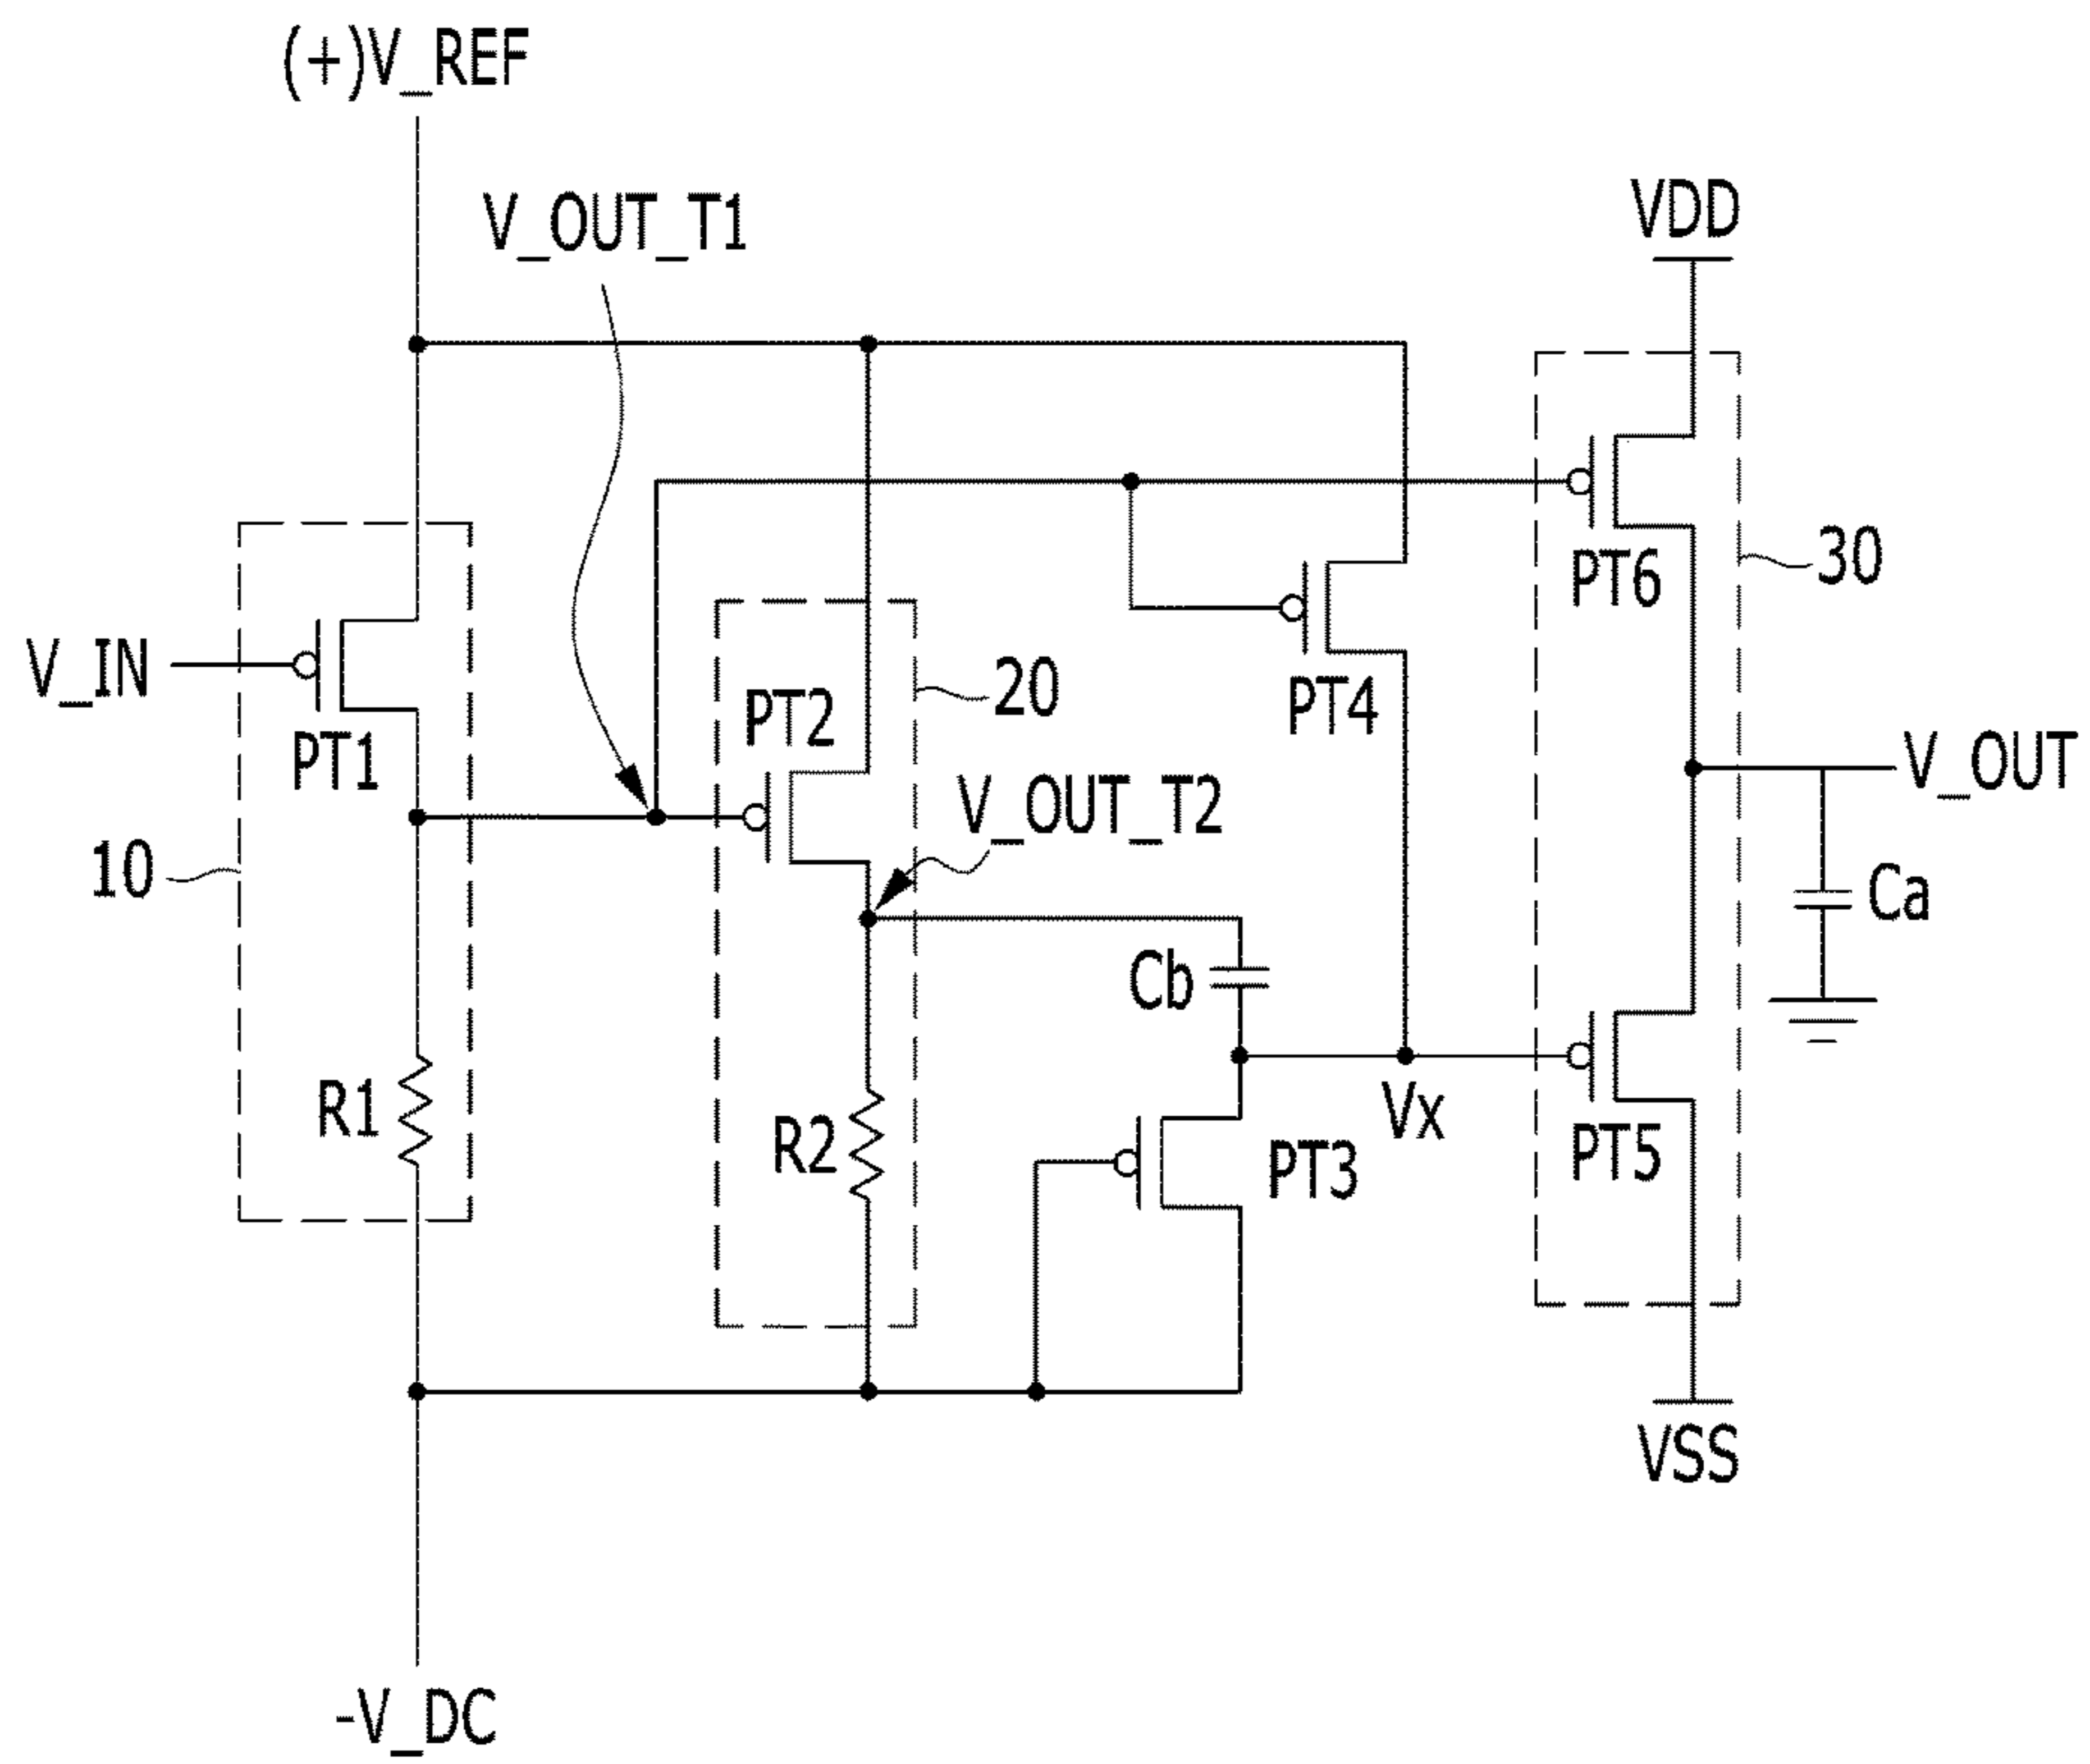 (+)V_REF
V_OUT_T1
VDD
30
PT6
V_IN
PT1
PT2
20
PT4
V_OUT_T2
V_OUT
10
Ca
Cb
Vx
R1
R2
PT3
PT5
VSS
-V_DC